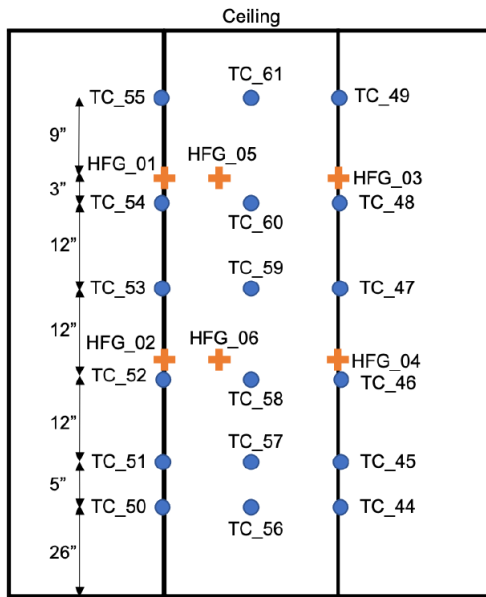 Ceiling
TC_61
TC_55
TC_49
9”
HFG_01
HFG_05
HFG_03
3”
TC_54
TC_48
TC_60
12”
TC_59
TC_53
TC_47
12”
HFG_02
HFG_06
HFG_04
TC_52
TC_46
TC_58
12”
TC_57
TC_51
TC_45
5”
TC_50
TC_44
TC_56
26”